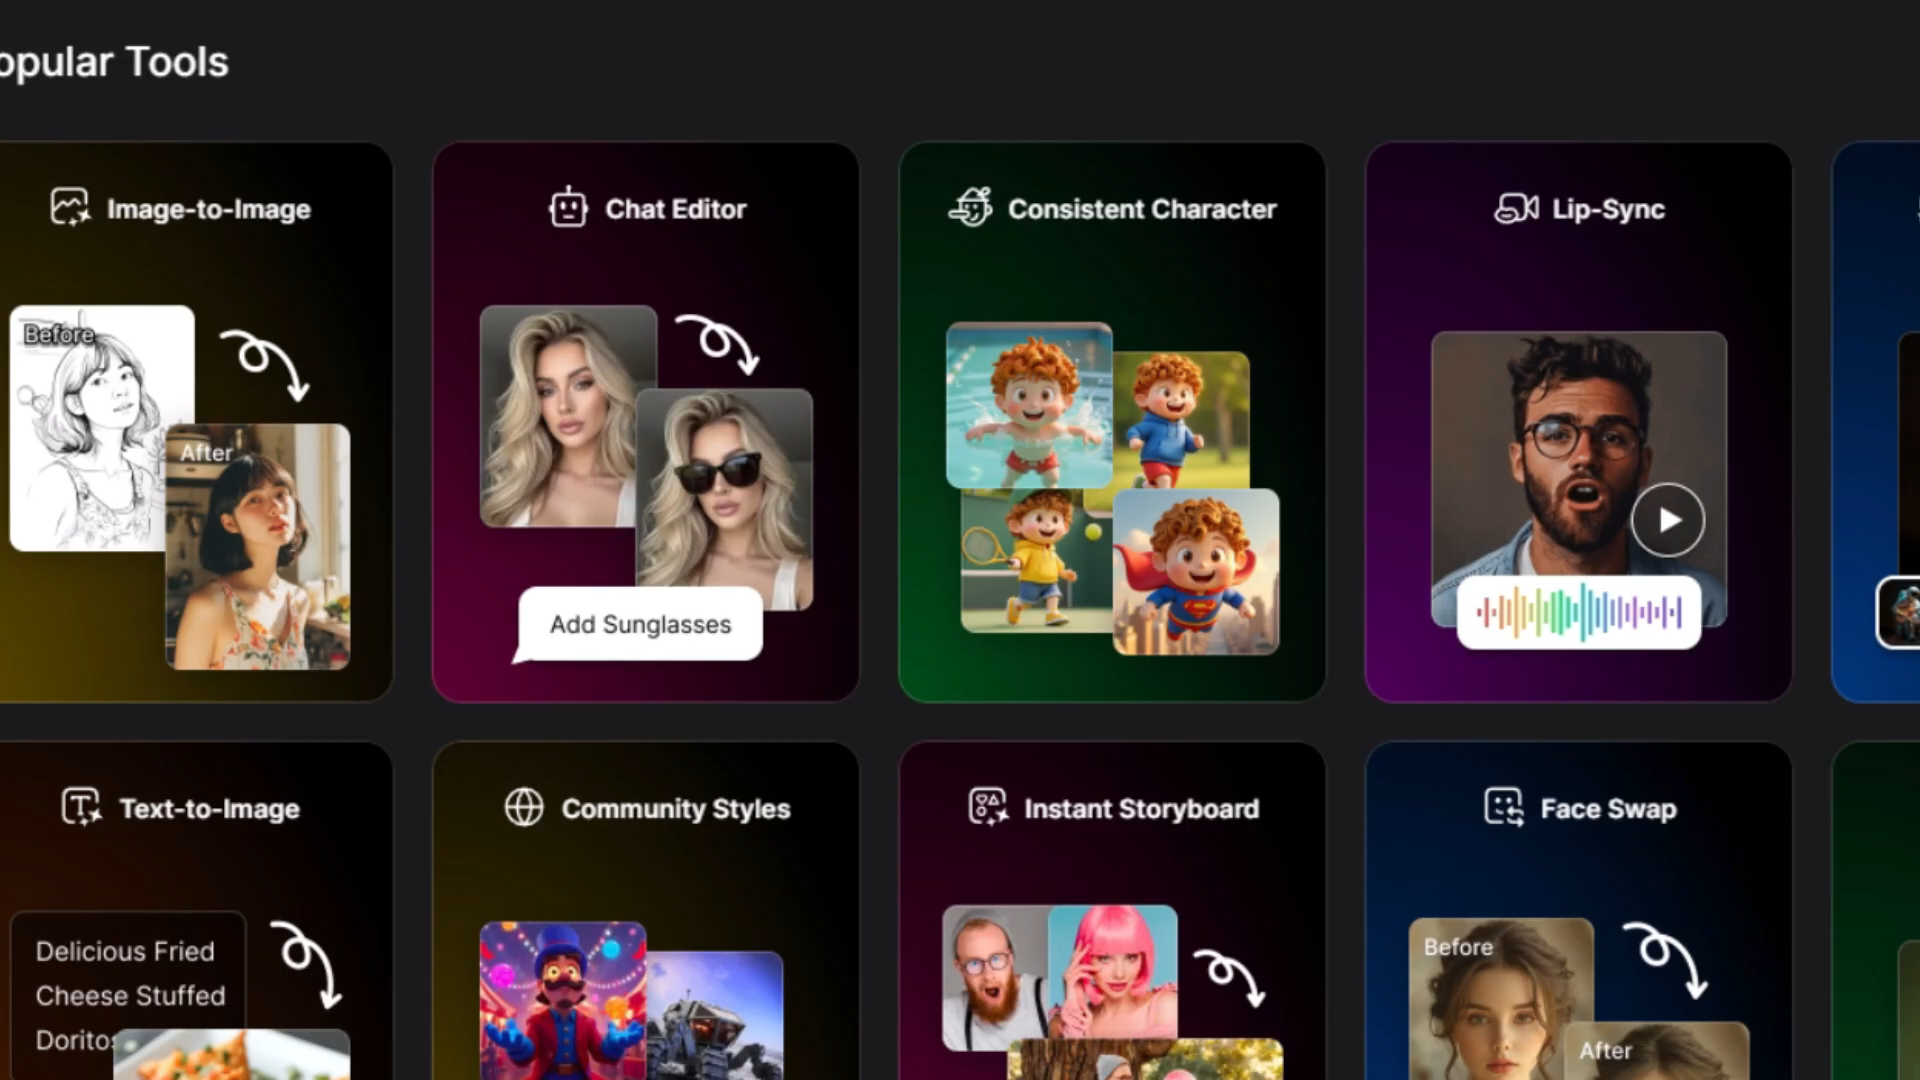 opular Tools
Image-to-Image
Chat Editor
Consistent Character
Lip-Sync
Before
After
Add Sunglasses
Text-to-Image
Community Styles
Instant Storyboard
Face Swap
Delicious Fried
Cheese Stuffed
Doritos
Before
After